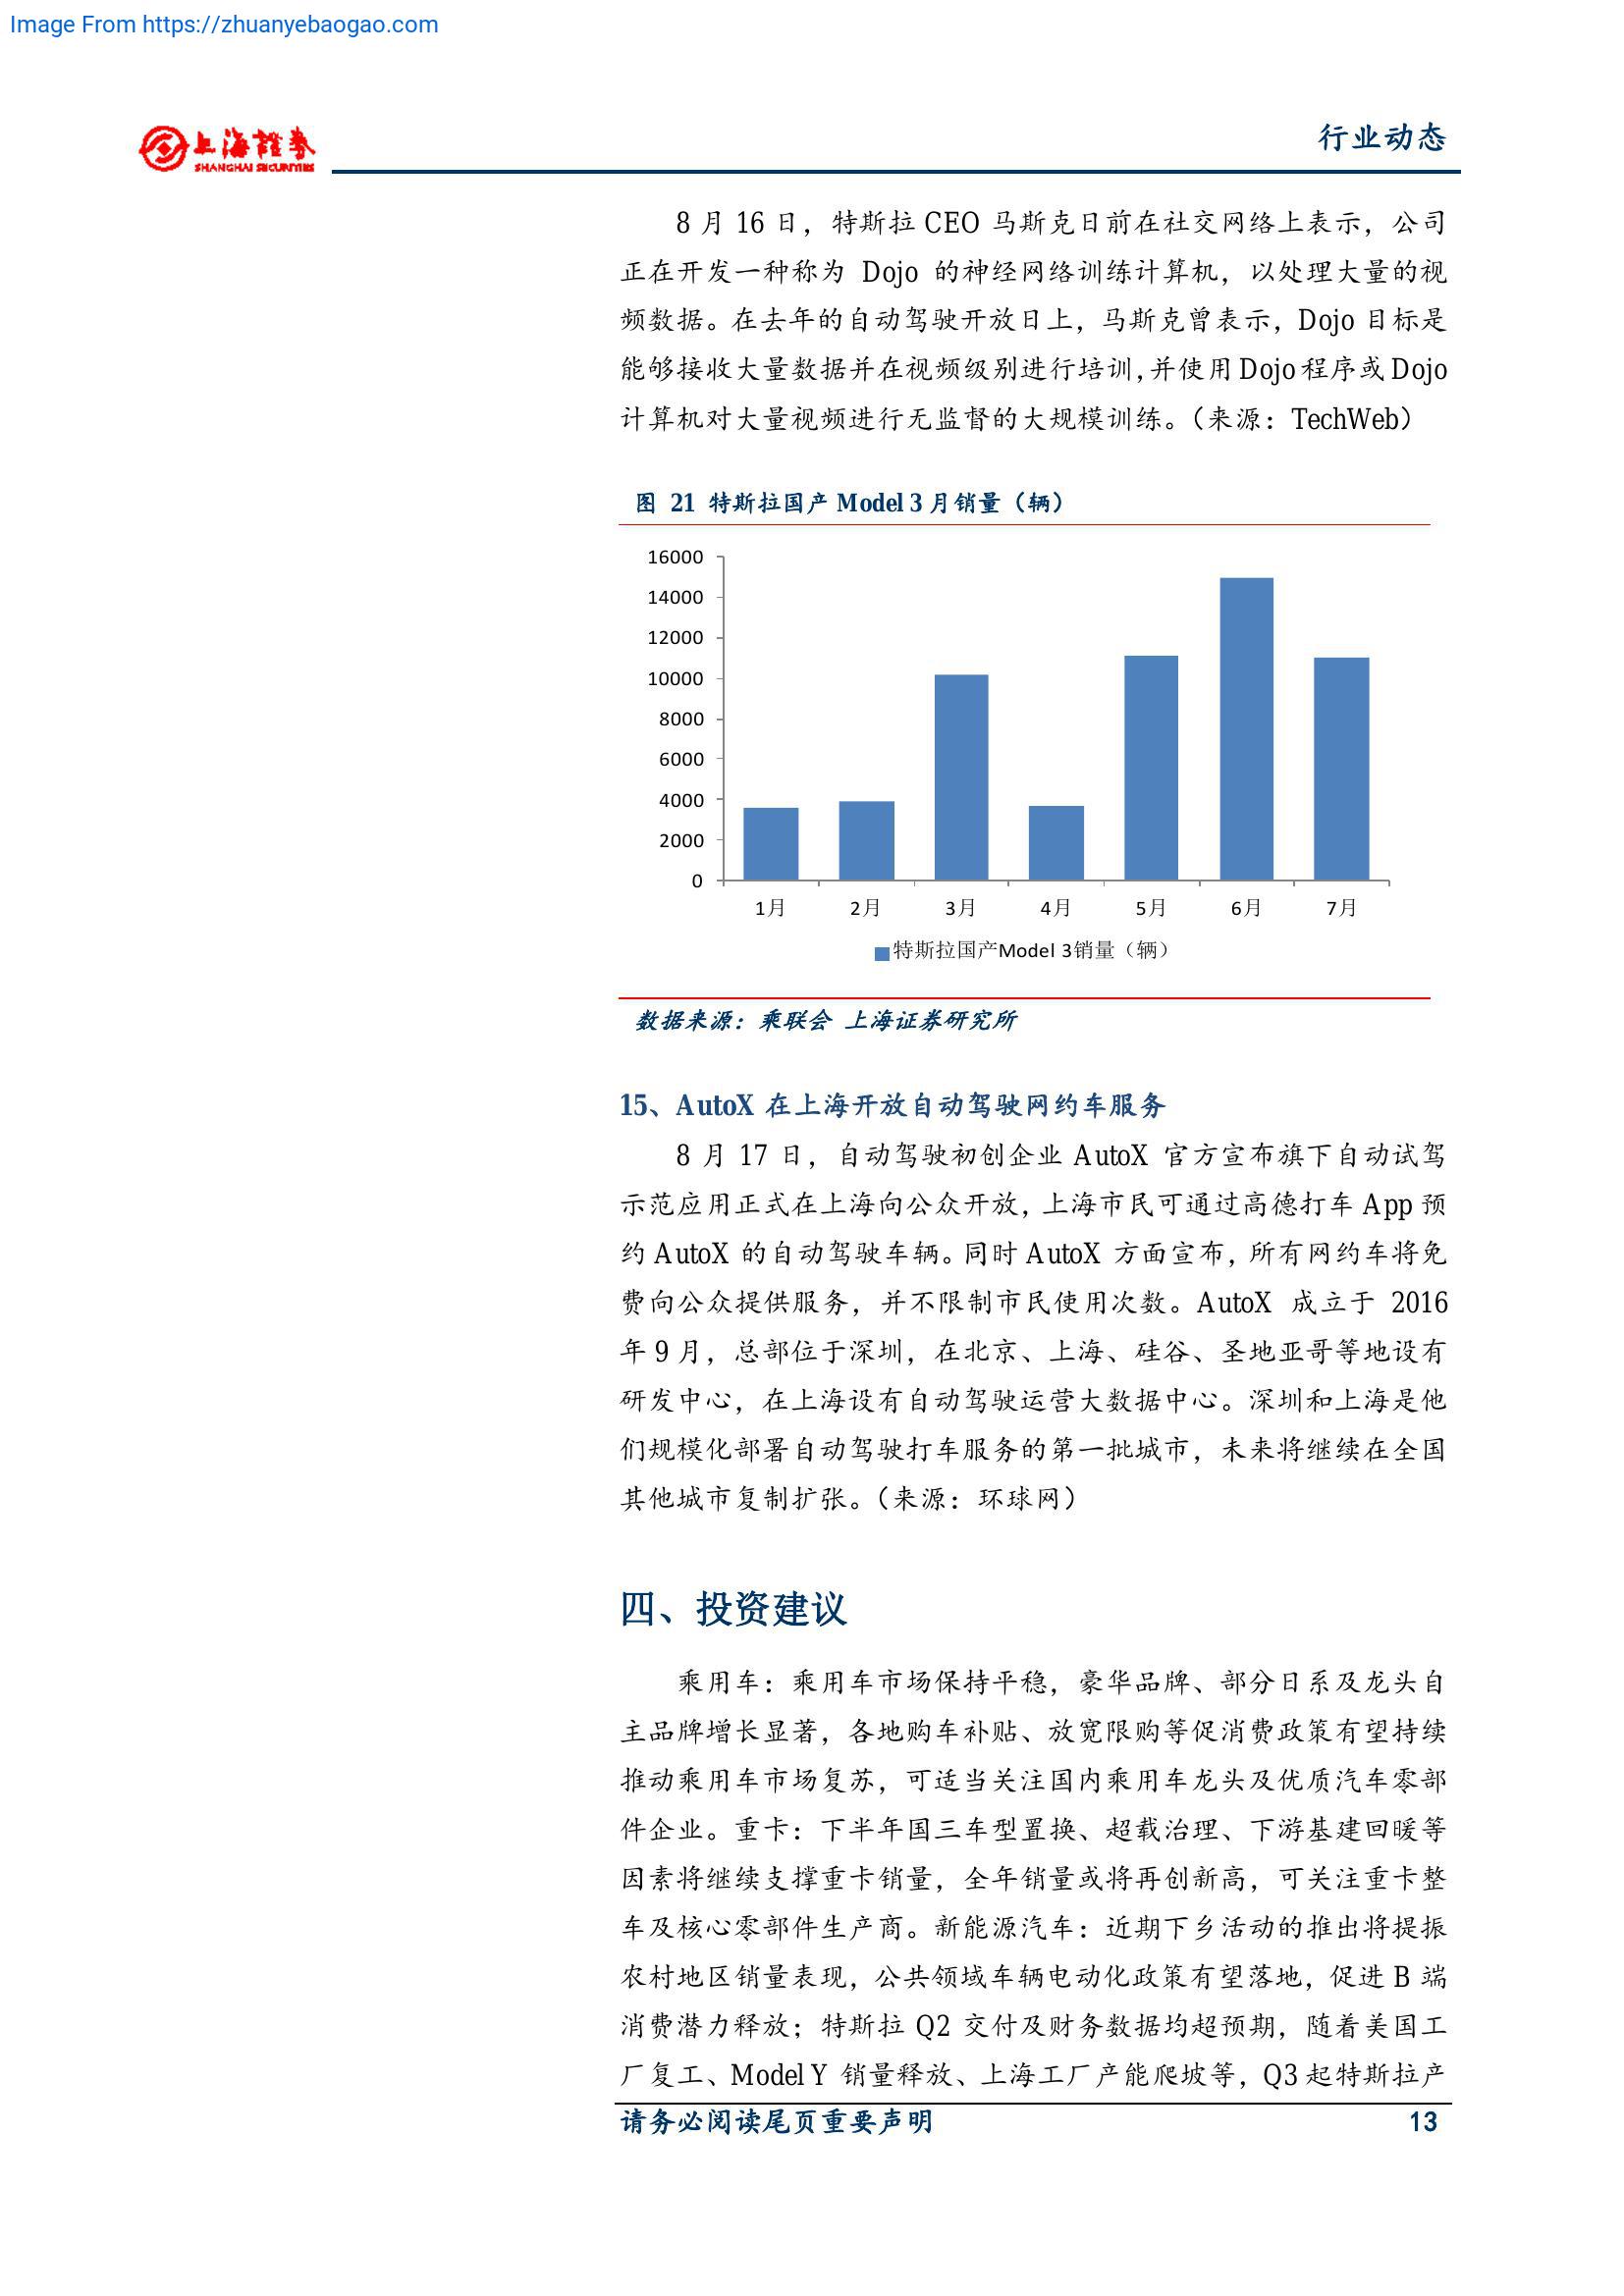 Image From https://zhuanyebaogao.com
上海證券
SHANGHAI SECURITIES
行业动态
8 月 16 日，特斯拉 CEO 马斯克日前在社交网络上表示，公司
正在开发一种称为 Dojo 的神经网络训练计算机，以处理大量的视
频数据。在去年的自动驾驶开放日上，马斯克曾表示，Dojo 目标是
能够接收大量数据并在视频级别进行培训，并使用 Dojo 程序或 Dojo
计算机对大量视频进行无监督的大规模训练。（来源：TechWeb）
图 21 特斯拉国产 Model 3 月销量（辆）
16000
14000
12000
10000
8000
6000
4000
2000
0
1月 2月 3月 4月 5月 6月 7月
特斯拉国产Model 3销量（辆）
数据来源：乘联会 上海证券研究所
15、AutoX 在上海开放自动驾驶网约车服务
8 月 17 日，自动驾驶初创企业 AutoX 官方宣布旗下自动试驾
示范应用正式在上海向公众开放，上海市民可通过高德打车 App 预
约 AutoX 的自动驾驶车辆。同时 AutoX 方面宣布，所有网约车将免
费向公众提供服务，并不限制市民使用次数。AutoX 成立于 2016
年 9 月，总部位于深圳，在北京、上海、硅谷、圣地亚哥等地设有
研发中心，在上海设有自动驾驶运营大数据中心。深圳和上海是他
们规模化部署自动驾驶打车服务的第一批城市，未来将继续在全国
其他城市复制扩张。（来源：环球网）
四、投资建议
乘用车：乘用车市场保持平稳，豪华品牌、部分日系及龙头自
主品牌增长显著，各地购车补贴、放宽限购等促消费政策有望持续
推动乘用车市场复苏，可适当关注国内乘用车龙头及优质汽车零部
件企业。重卡：下半年国三车型置换、超载治理、下游基建回暖等
因素将继续支撑重卡销量，全年销量或将再创新高，可关注重卡整
车及核心零部件生产商。新能源汽车：近期下乡活动的推出将提振
农村地区销量表现，公共领域车辆电动化政策有望落地，促进 B 端
消费潜力释放；特斯拉 Q2 交付及财务数据均超预期，随着美国工
厂复工、Model Y 销量释放、上海工厂产能爬坡等，Q3 起特斯拉产
请务必阅读尾页重要声明
13